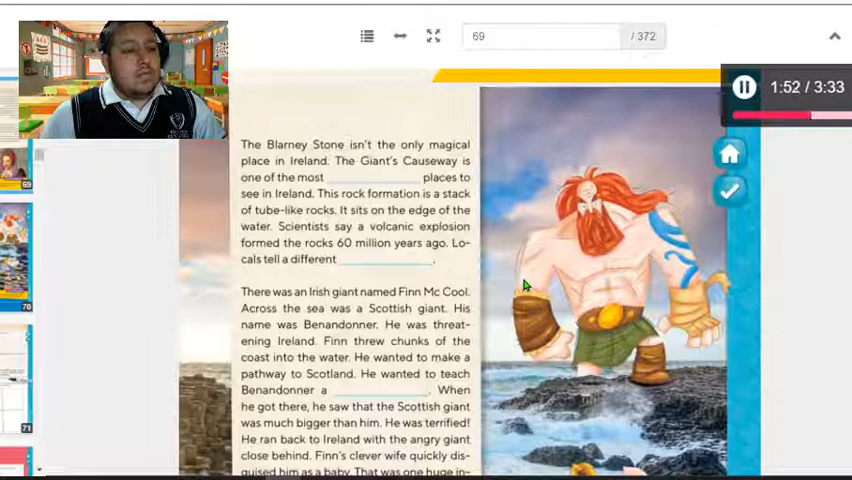 69
/ 372
1:52 / 3:33
69
70
71
The Blarney Stone isn't the only magical
place in Ireland. The Giant's Causeway is
one of the most ____________ places to
see in Ireland. This rock formation is a stack
of tube-like rocks. It sits on the edge of the
water. Scientists say a volcanic explosion
formed the rocks 60 million years ago. Lo-
cals tell a different ____________.
There was an Irish giant named Finn Mc Cool.
Across the sea was a Scottish giant. His
name was Benandonner. He was threat-
ening Ireland. Finn threw chunks of the
coast into the water. He wanted to make a
pathway to Scotland. He wanted to teach
Benandonner a ____________. When
he got there, he saw that the Scottish giant
was much bigger than him. He was terrified!
He ran back to Ireland with the angry giant
close behind. Finn's clever wife quickly dis-
guised him as a baby. That was one huge in-